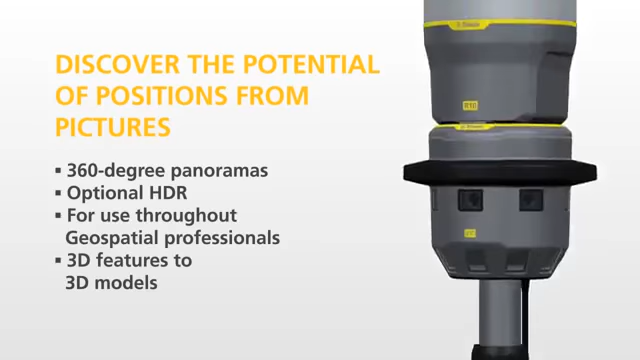 DISCOVER THE POTENTIAL
OF POSITIONS FROM
PICTURES
▪ 360-degree panoramas
▪ Optional HDR
▪ For use throughout
Geospatial professionals
▪ 3D features to
3D models
R10